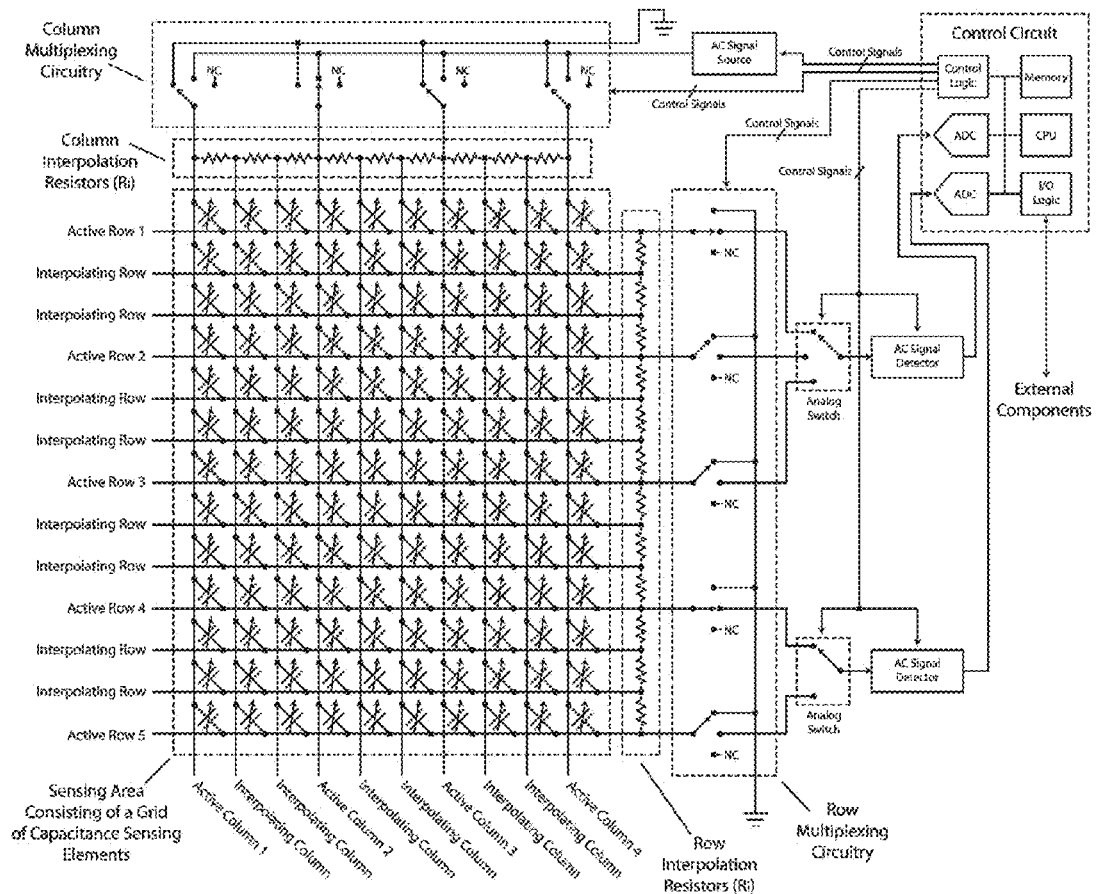 Column
Multiplexing
Circuitry
NC
NC
NC
NC
AC Signal
Source
Control Signals
Control Signals
Control Signals
Control Signals
Control Circuit
Control
Logic
Memory
ADC
CPU
ADC
I/O
Logic
Column
Interpolation
Resistors (Ri)
Active Row 1
Interpolating Row
Interpolating Row
Active Row 2
Interpolating Row
Interpolating Row
Active Row 3
Interpolating Row
Interpolating Row
Active Row 4
Interpolating Row
Interpolating Row
Active Row 5
NC
NC
NC
NC
NC
Analog
Switch
AC Signal
Detector
External
Components
Analog
Switch
AC Signal
Detector
Sensing Area
Consisting of a Grid
of Capacitance Sensing
Elements
Active Column 1
Interpolating Column
Interpolating Column
Active Column 2
Interpolating Column
Interpolating Column
Active Column 3
Interpolating Column
Interpolating Column
Active Column 4
Row
Interpolation
Resistors (Ri)
Row
Multiplexing
Circuitry